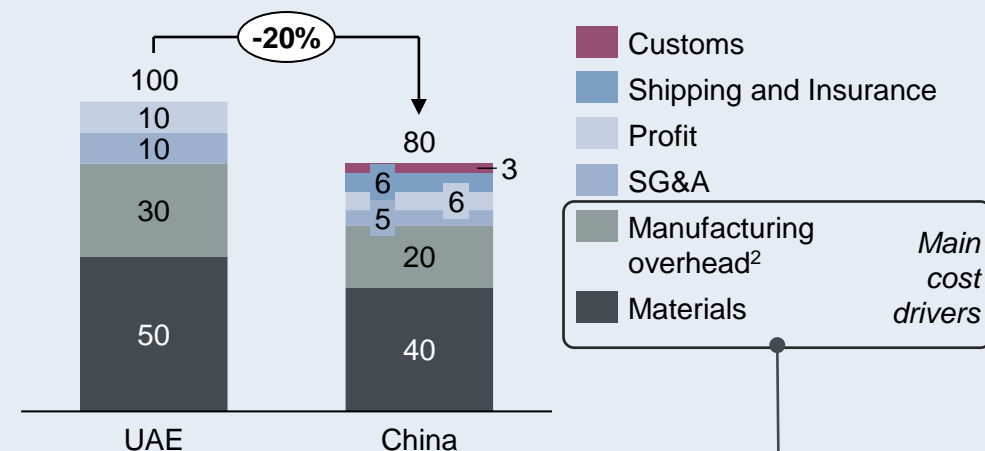 -20%
100
10
10
30
50
UAE
80
3
6
6
5
20
40
China
Customs
Shipping and Insurance
Profit
SG&A
Manufacturing
overhead²
Materials
Main
cost
drivers